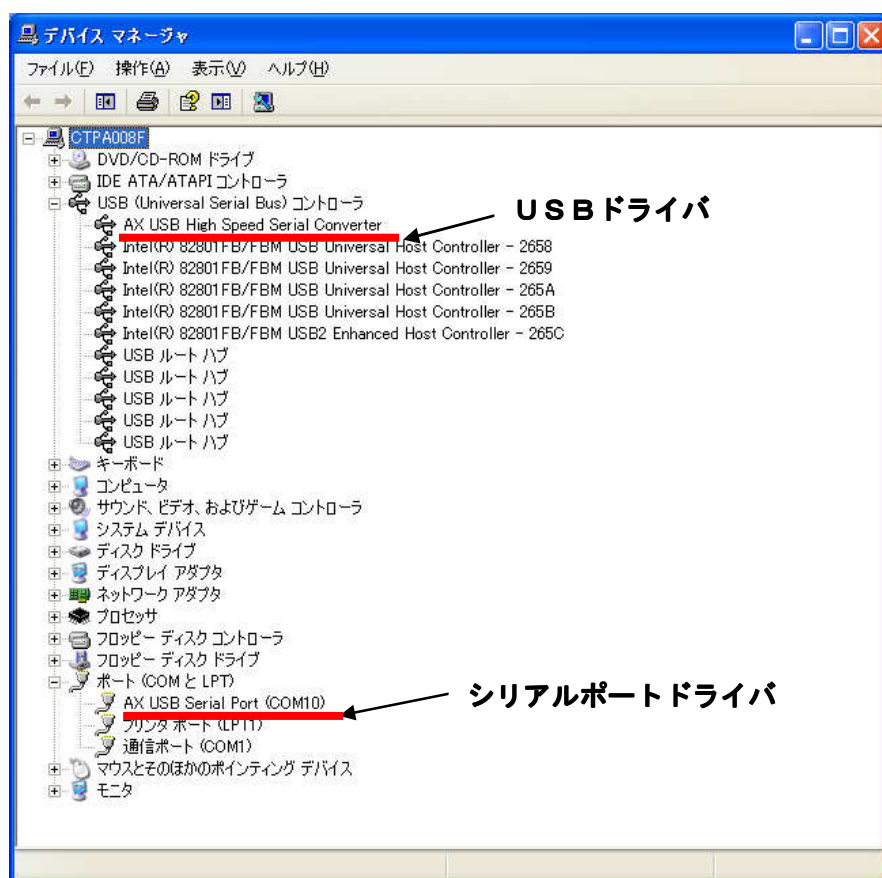 デバイス マネージャ
ファイル(F) 操作(A) 表示(V) ヘルプ(H)
CTPA008F
DVD/CD-ROM ドライブ
IDE ATA/ATAPI コントローラ
USB (Universal Serial Bus) コントローラ
USBドライバ
AX USB High Speed Serial Converter
Intel(R) 82801FB/FBM USB Universal Host Controller - 2658
Intel(R) 82801FB/FBM USB Universal Host Controller - 2659
Intel(R) 82801FB/FBM USB Universal Host Controller - 265A
Intel(R) 82801FB/FBM USB Universal Host Controller - 265B
Intel(R) 82801FB/FBM USB2 Enhanced Host Controller - 265C
USB ルート ハブ
USB ルート ハブ
USB ルート ハブ
USB ルート ハブ
USB ルート ハブ
キーボード
コンピュータ
サウンド、ビデオ、およびゲーム コントローラ
システム デバイス
ディスク ドライブ
ディスプレイ アダプタ
ネットワーク アダプタ
プロセッサ
フロッピー ディスク コントローラ
フロッピー ディスク ドライブ
ポート (COM と LPT)
シリアルポートドライバ
AX USB Serial Port (COM10)
プリンタ ポート (LPT1)
通信ポート (COM1)
マウスとそのほかのポインティング デバイス
モニタ